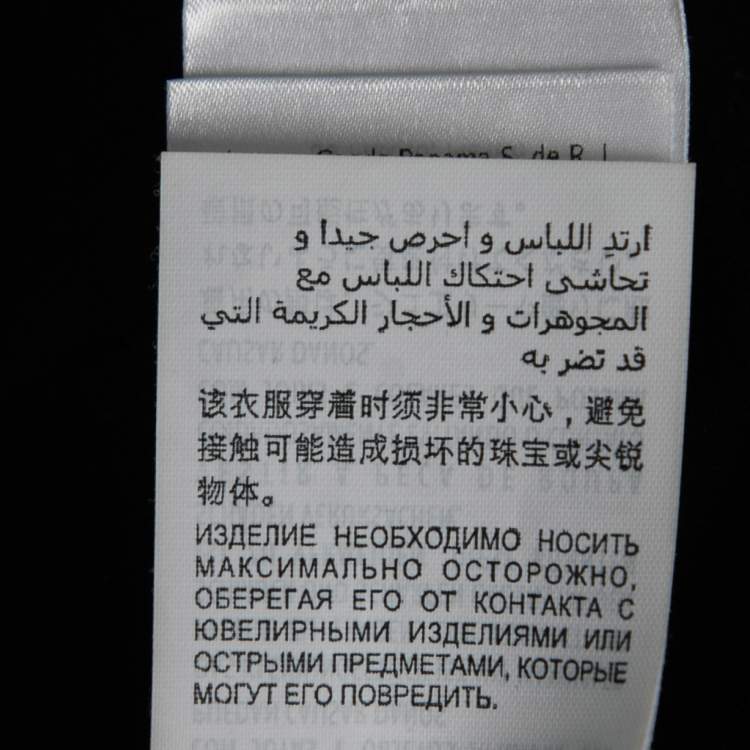 Panama S. de R. L
ارتدِ اللباس و احرص جيدا و
تحاشى احتكاك اللباس مع
المجوهرات و الأحجار الكريمة التي
قد تضر به
该衣服穿着时须非常小心，避免
接触可能造成损坏的珠宝或尖锐
物体。
ИЗДЕЛИЕ НЕОБХОДИМО НОСИТЬ
МАКСИМАЛЬНО ОСТОРОЖНО,
ОБЕРЕГАЯ ЕГО ОТ КОНТАКТА С
ЮВЕЛИРНЫМИ ИЗДЕЛИЯМИ ИЛИ
ОСТРЫМИ ПРЕДМЕТАМИ, КОТОРЫЕ
МОГУТ ЕГО ПОВРЕДИТЬ.